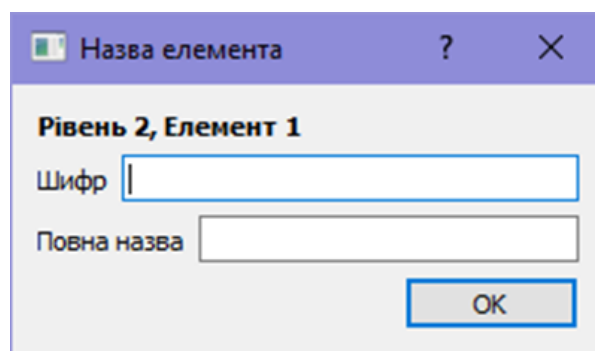 Назва елемента
Рівень 2, Елемент 1
Шифр
Повна назва
OK